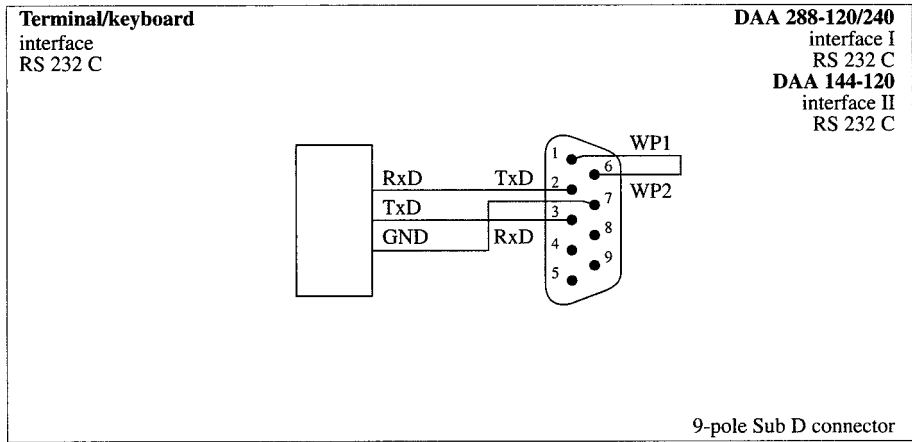 Terminal/keyboard
interface
RS 232 C
DAA 288-120/240
interface I
RS 232 C
DAA 144-120
interface II
RS 232 C
WP1
WP2
RxD
TxD
GND
TxD
RxD
1
2
3
4
5
6
7
8
9
9-pole Sub D connector